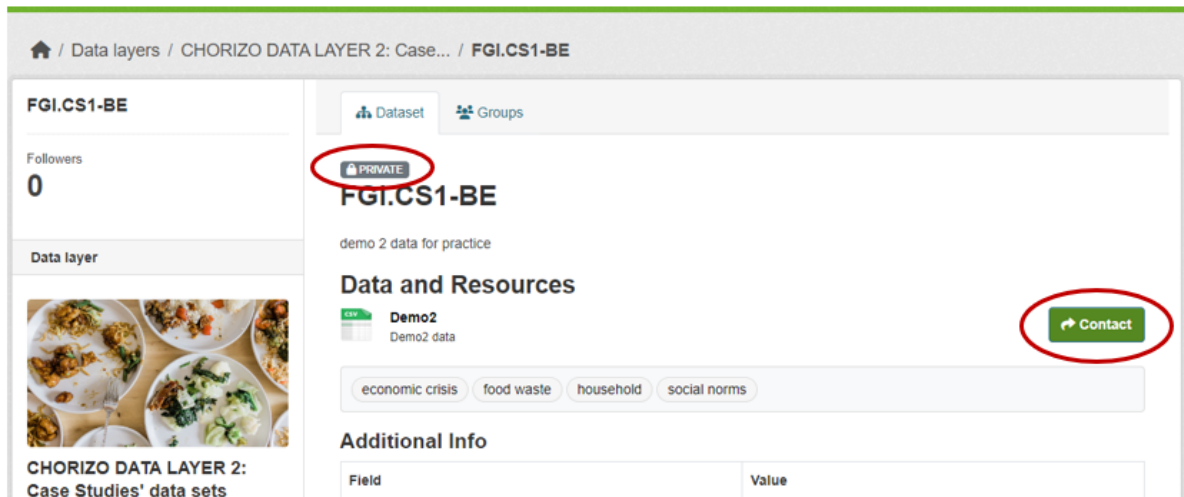 / Data layers / CHORIZO DATA LAYER 2: Case... / FGI.CS1-BE
FGI.CS1-BE
Followers
0
Data layer
CHORIZO DATA LAYER 2:
Case Studies' data sets
Dataset
Groups
PRIVATE
FGI.CS1-BE
demo 2 data for practice
Data and Resources
CSV
Demo2
Demo2 data
Contact
economic crisis food waste household social norms
Additional Info
Field Value